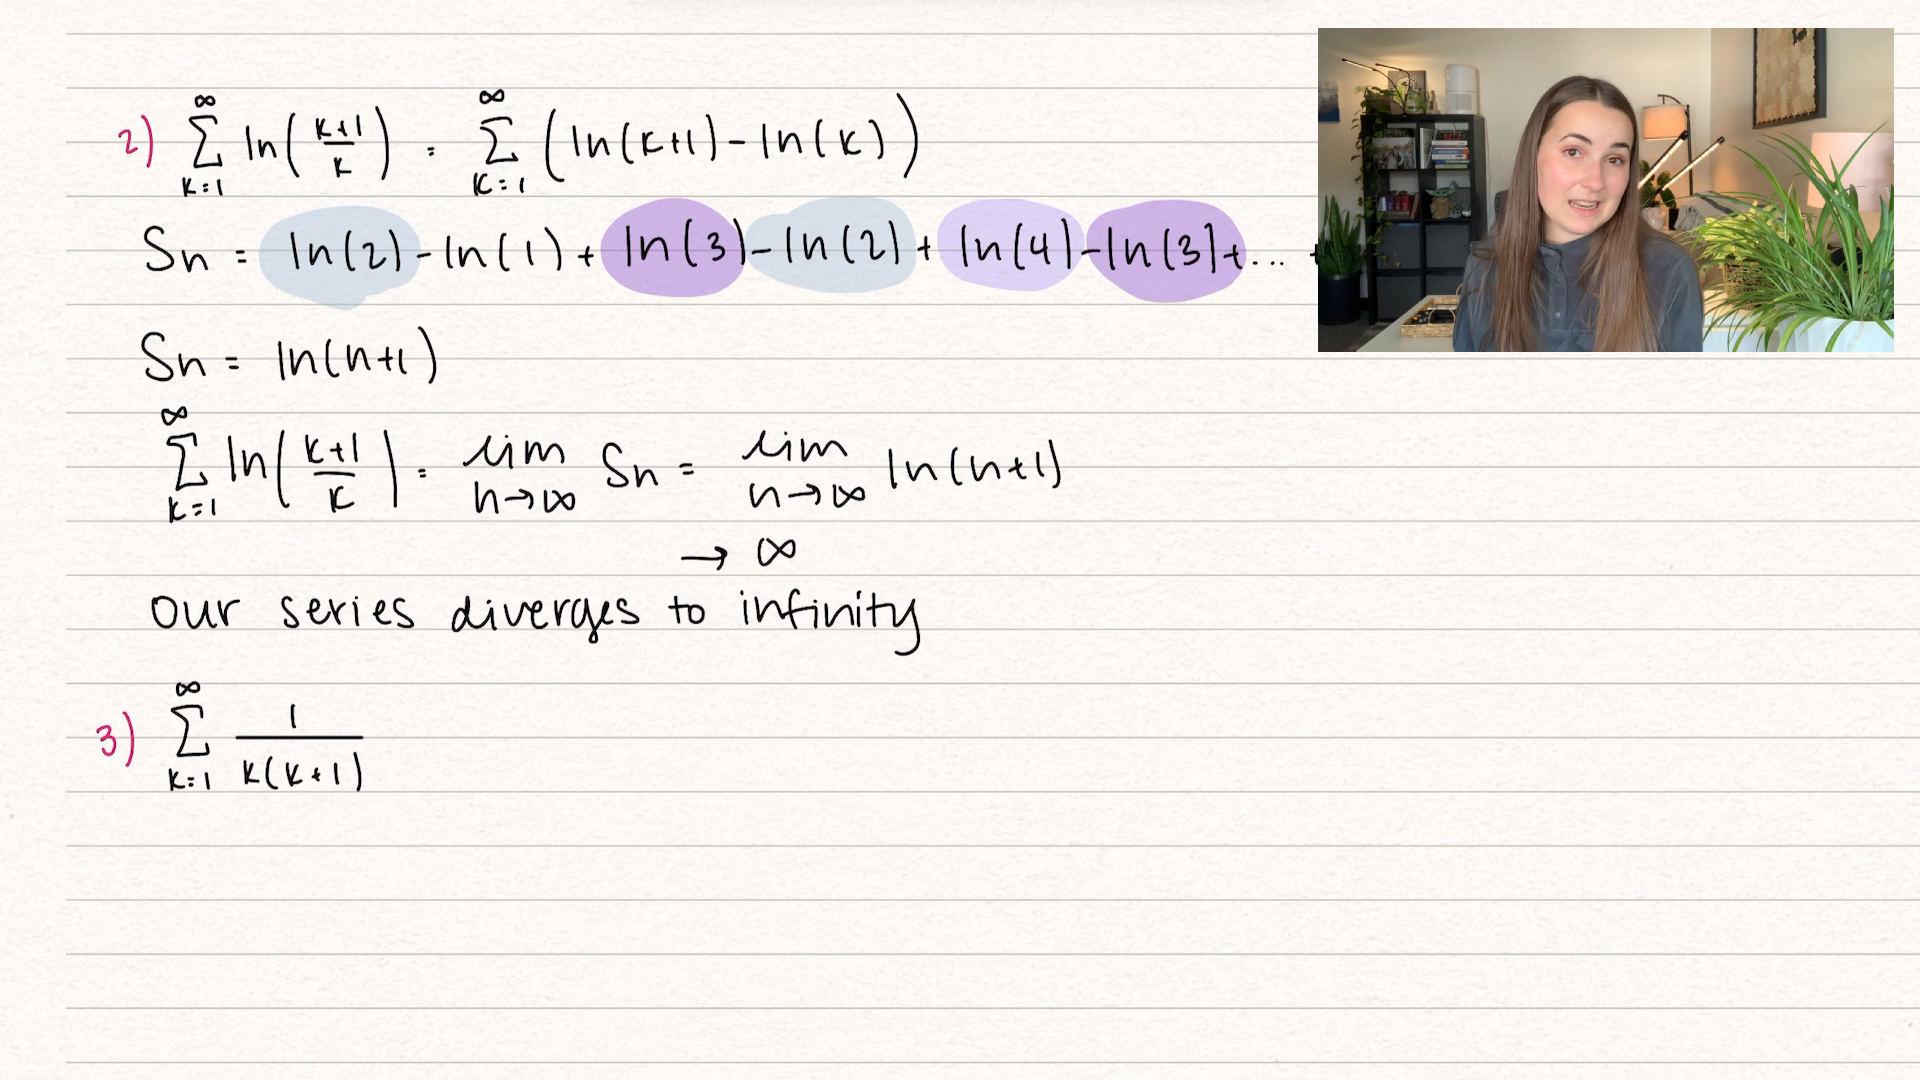 2) ∞ ∑ k=1 ln((k+1)/k) = ∞ ∑ k=1 (ln(k+1) - ln(k))
Sn = ln(2) - ln(1) + ln(3) - ln(2) + ln(4) - ln(3) + ... +
Sn = ln(n+1)
∞ ∑ k=1 ln((k+1)/k) = lim n→∞ Sn = lim n→∞ ln(n+1)
→ ∞
our series diverges to infinity
3) ∞ ∑ k=1 1/(k(k+1))